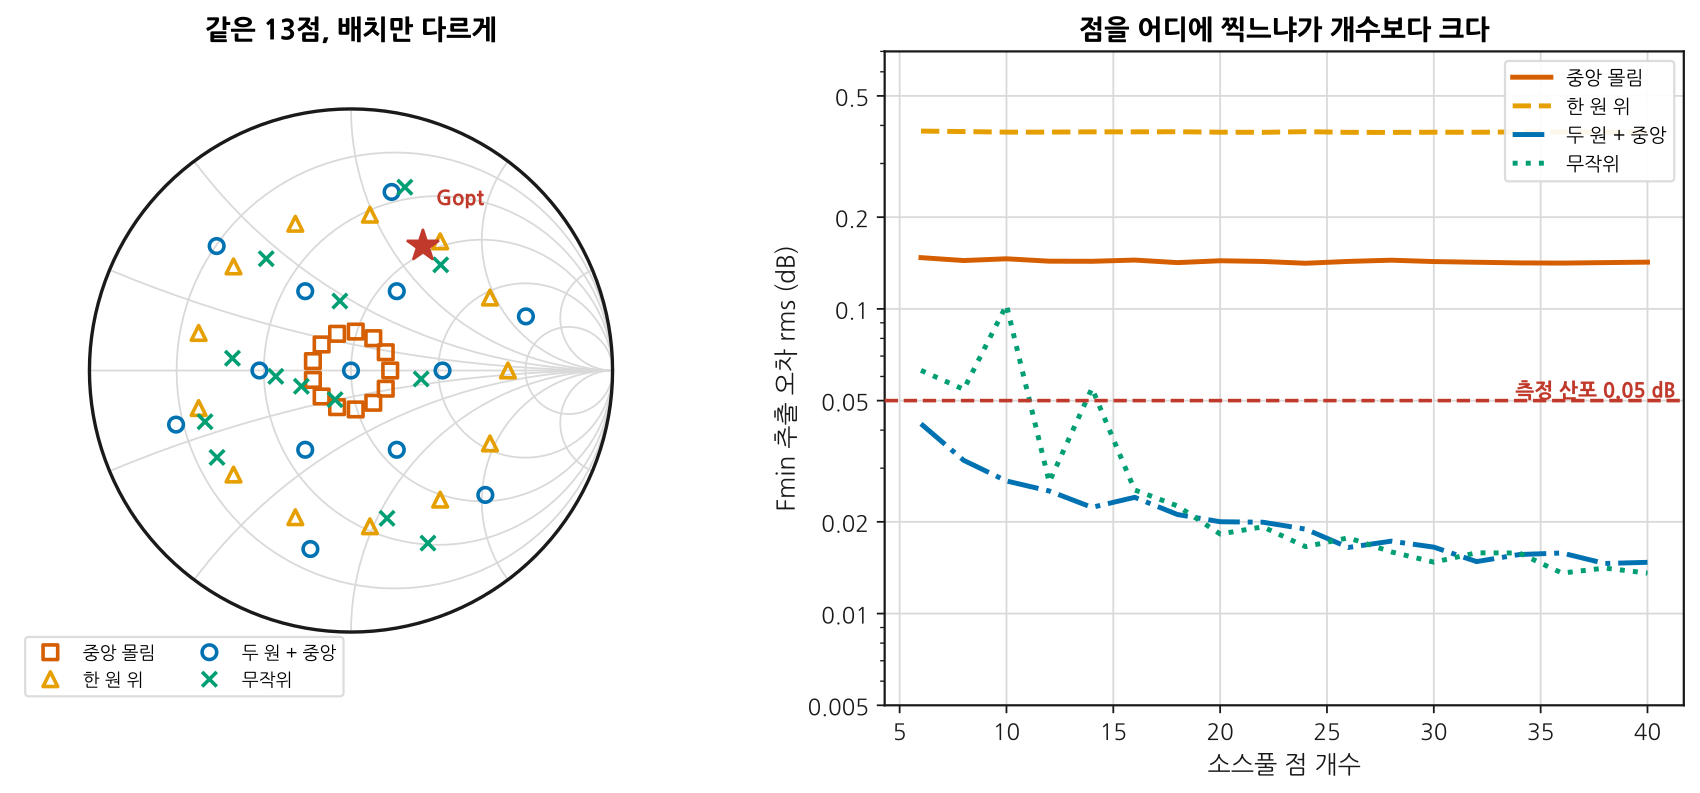 같은 13점, 배치만 다르게
Gopt
중앙 몰림
한 원 위
두 원 + 중앙
무작위
점을 어디에 찍느냐가 개수보다 크다
Fmin 추출 오차 rms (dB)
0.5
0.2
0.1
0.05
0.02
0.01
0.005
중앙 몰림
한 원 위
두 원 + 중앙
무작위
측정 산포 0.05 dB
5 10 15 20 25 30 35 40
소스풀 점 개수